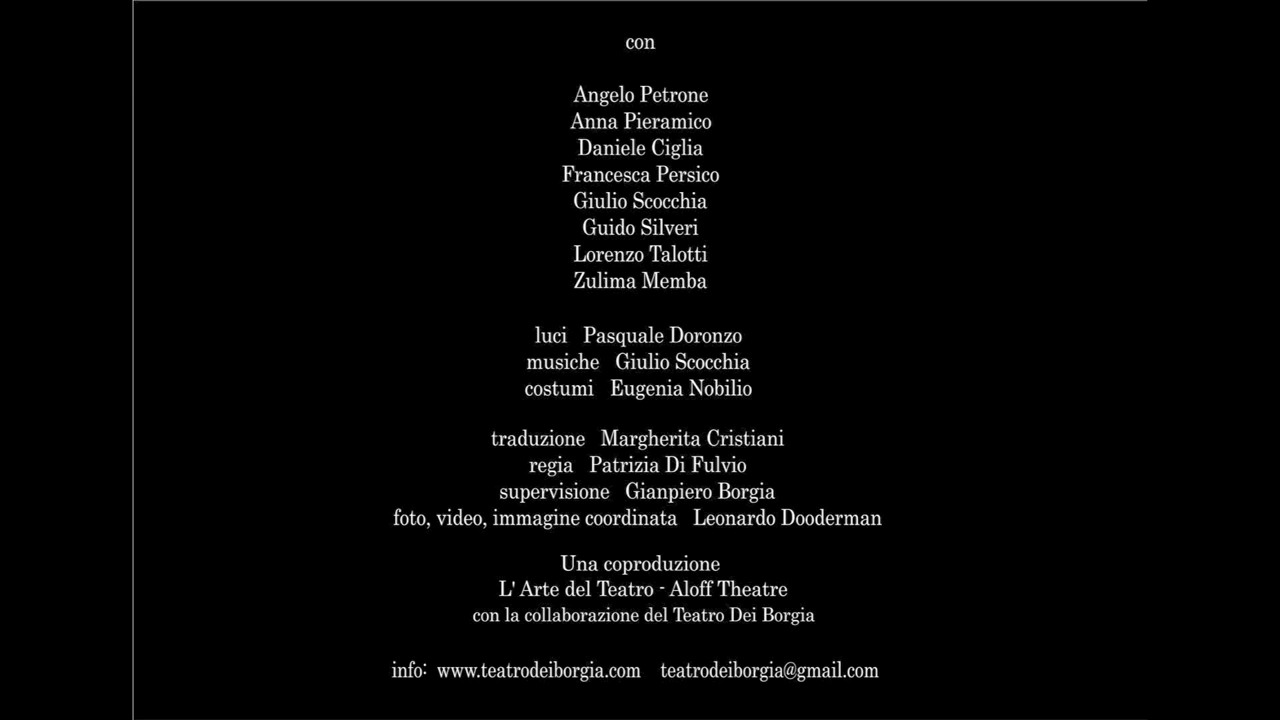 con
Angelo Petrone
Anna Pieramico
Daniele Ciglia
Francesca Persico
Giulio Scocchia
Guido Silveri
Lorenzo Talotti
Zulima Memba
luci Pasquale Doronzo
musiche Giulio Scocchia
costumi Eugenia Nobilio
traduzione Margherita Cristiani
regia Patrizia Di Fulvio
supervisione Gianpiero Borgia
foto, video, immagine coordinata Leonardo Dooderman
Una coproduzione
L' Arte del Teatro - Aloff Theatre
con la collaborazione del Teatro Dei Borgia
info: www.teatrodeiborgia.com teatrodeiborgia@gmail.com